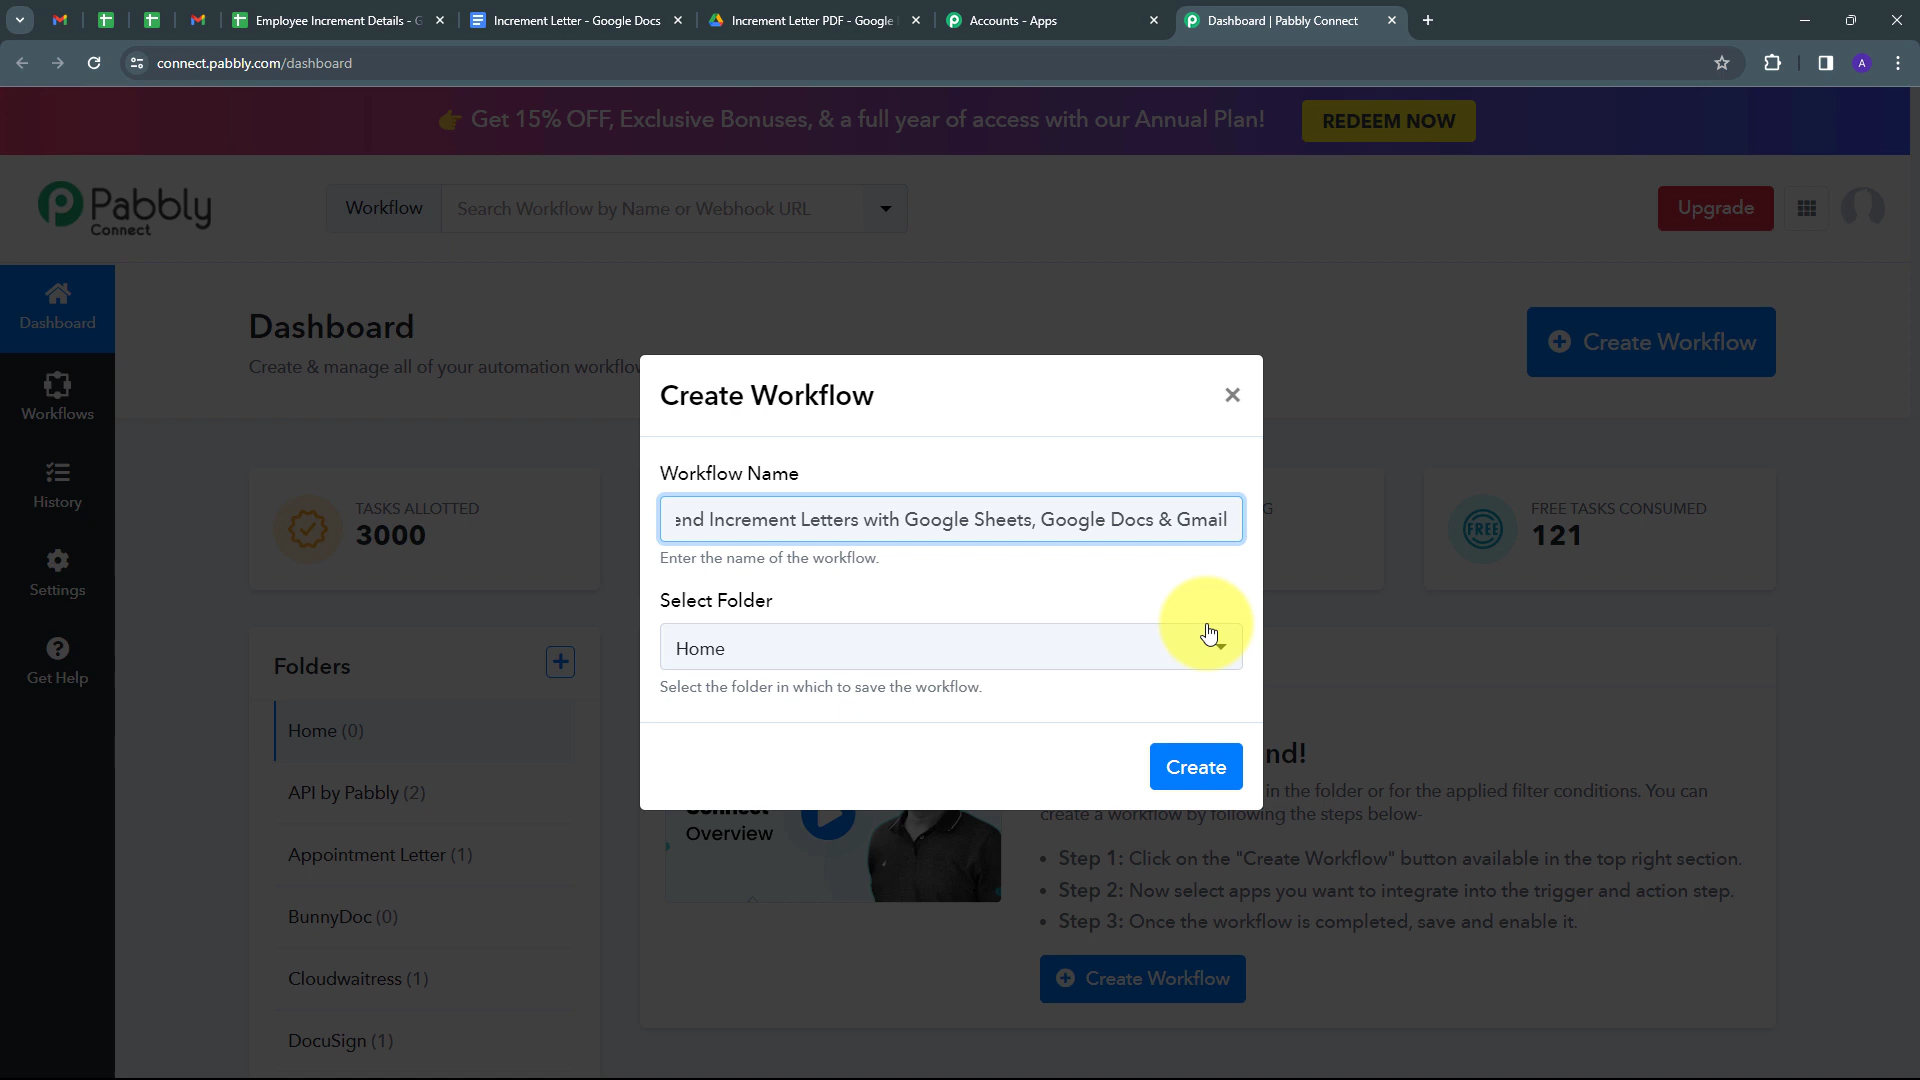 Employee Increment Details - G
Increment Letter - Google Docs
Increment Letter PDF - Google
Accounts - Apps
Dashboard | Pabbly Connect
connect.pabbly.com/dashboard
A
👉 Get 15% OFF, Exclusive Bonuses, & a full year of access with our Annual Plan!
REDEEM NOW
Pabbly
Connect
Workflow
Search Workflow by Name or Webhook URL
Upgrade
Dashboard
Workflows
History
Settings
Get Help
Dashboard
Create & manage all of your automation workflow
Create Workflow
TASKS ALLOTTED
3000
G
FREE
FREE TASKS CONSUMED
121
Folders
Home (0)
API by Pabbly (2)
Appointment Letter (1)
BunnyDoc (0)
Cloudwaitress (1)
DocuSign (1)
Create Workflow
Workflow Name
end Increment Letters with Google Sheets, Google Docs & Gmail
Enter the name of the workflow.
Select Folder
Home
Select the folder in which to save the workflow.
Create
Connect
Overview
nd!
in the folder or for the applied filter conditions. You can
create a workflow by following the steps below-
• Step 1: Click on the "Create Workflow" button available in the top right section.
• Step 2: Now select apps you want to integrate into the trigger and action step.
• Step 3: Once the workflow is completed, save and enable it.
Create Workflow